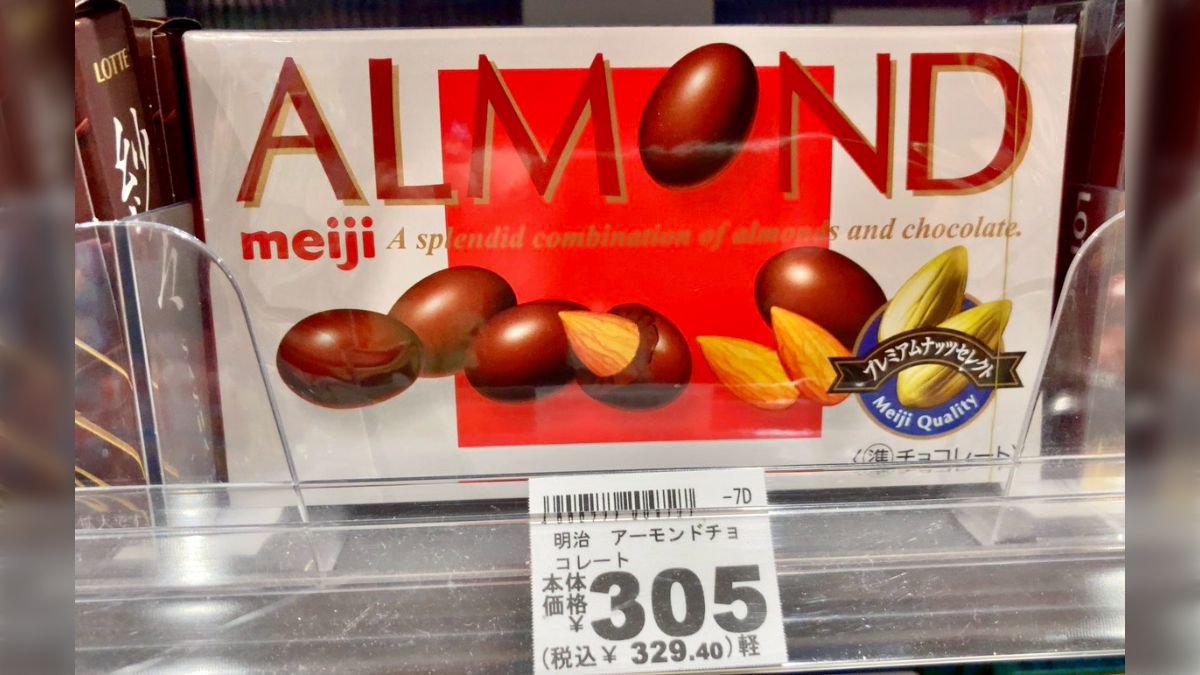 LOTTE
ALMOND
meiji A splendid combination of almonds and chocolate.
プレミアムナッツセレクト
Meiji Quality
準チョコレート
-7D
明治 アーモンドチョ
コレート
本体
価格
¥305
(税込¥ 329.40)軽